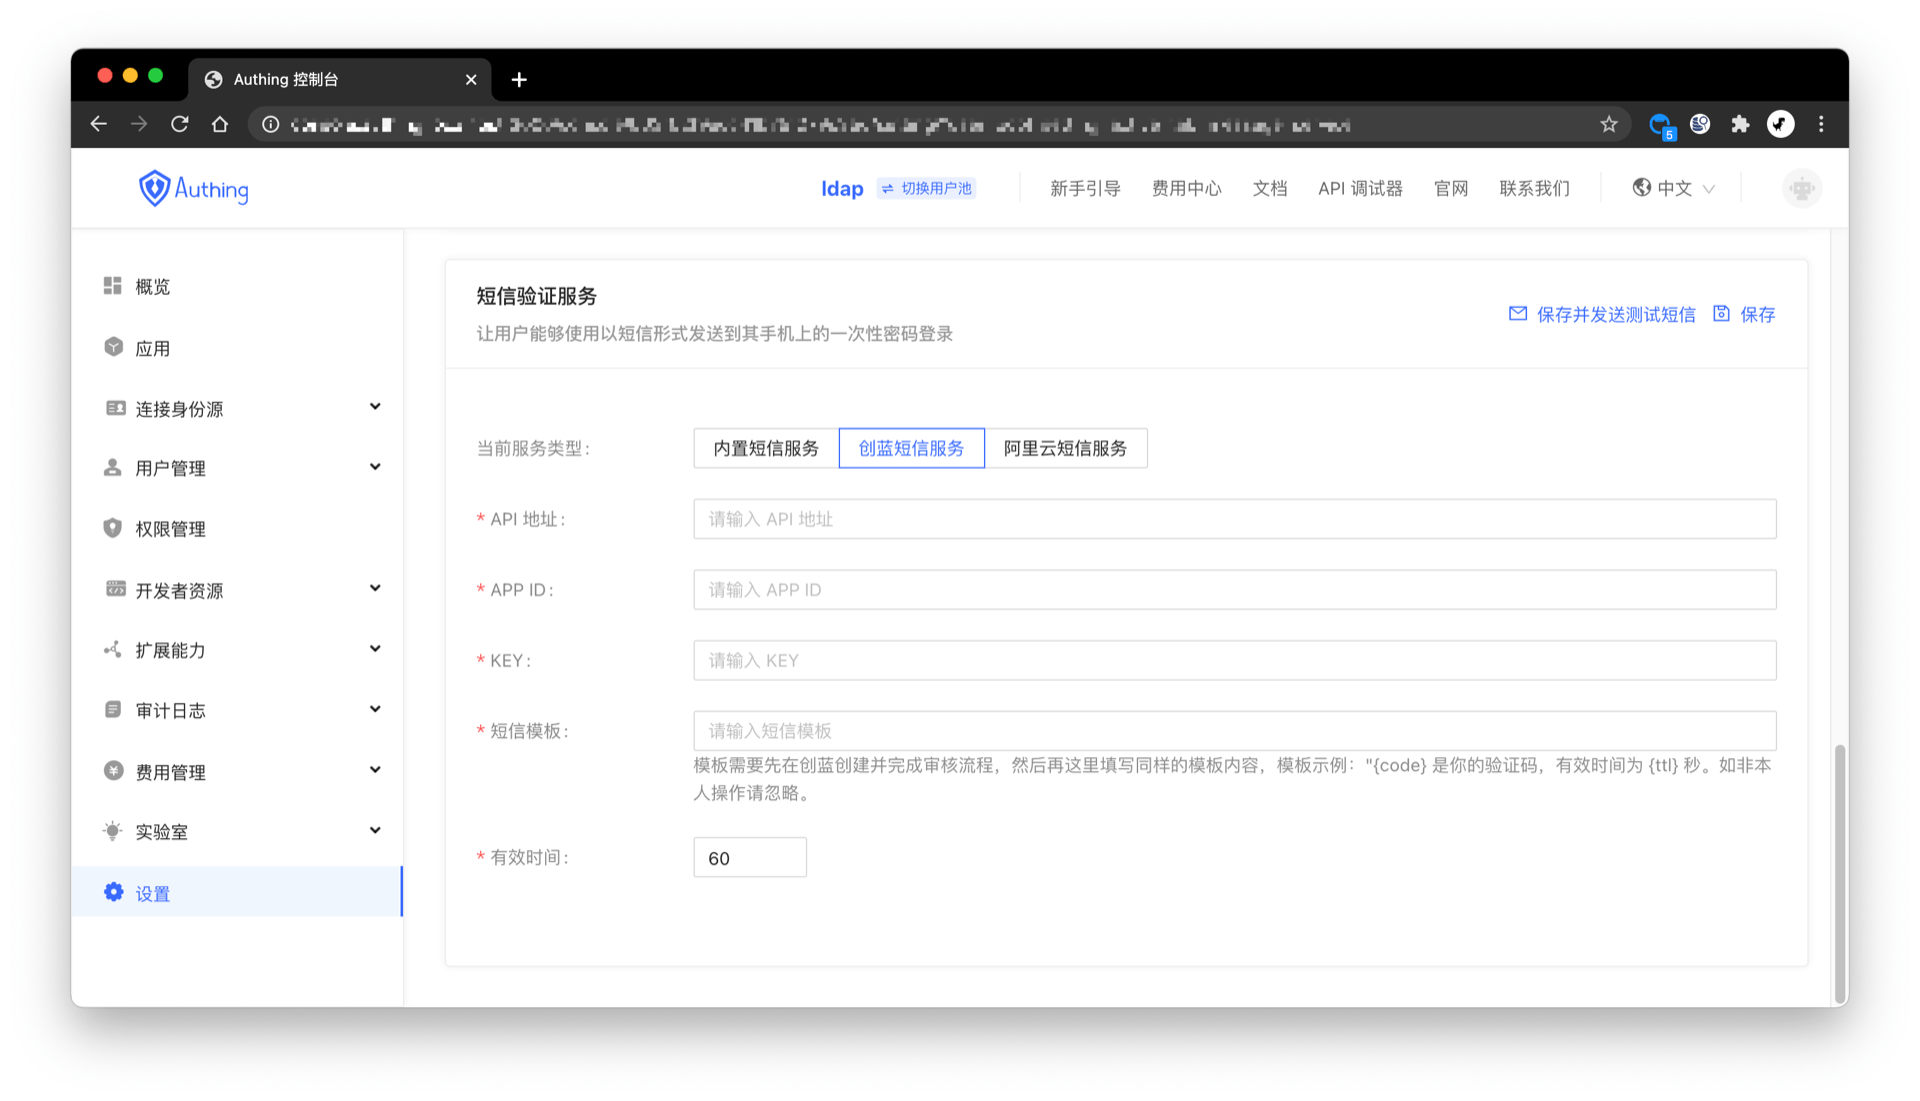 Authing 控制台
5
Authing
ldap 切换用户池 新手引导 费用中心 文档 API 调试器 官网 联系我们 中文
概览
应用
连接身份源
用户管理
权限管理
开发者资源
扩展能力
审计日志
费用管理
实验室
设置
短信验证服务
让用户能够使用以短信形式发送到其手机上的一次性密码登录
保存并发送测试短信 保存
当前服务类型: 内置短信服务 创蓝短信服务 阿里云短信服务
* API 地址: 请输入 API 地址
* APP ID: 请输入 APP ID
* KEY: 请输入 KEY
* 短信模板: 请输入短信模板
模板需要先在创蓝创建并完成审核流程，然后再这里填写同样的模板内容，模板示例："{code} 是你的验证码，有效时间为 {ttl} 秒。如非本
人操作请忽略。
* 有效时间: 60